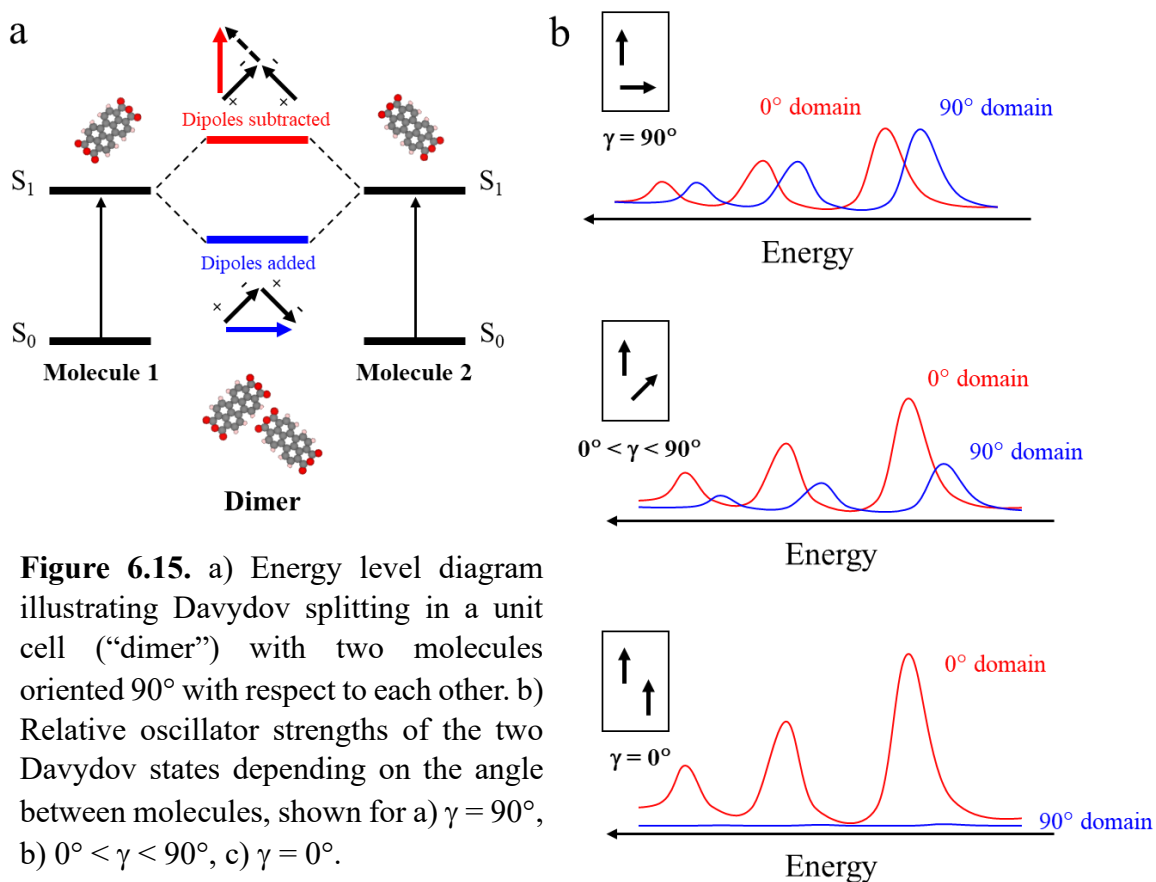 a
Dipoles subtracted
S1
S1
Dipoles added
S0
S0
Molecule 1
Molecule 2
Dimer
Figure 6.15. a) Energy level diagram
illustrating Davydov splitting in a unit
cell (“dimer”) with two molecules
oriented 90° with respect to each other. b)
Relative oscillator strengths of the two
Davydov states depending on the angle
between molecules, shown for a) γ = 90°,
b) 0° < γ < 90°, c) γ = 0°.
b
γ = 90°
0° domain
90° domain
Energy
0° < γ < 90°
0° domain
90° domain
Energy
γ = 0°
0° domain
90° domain
Energy